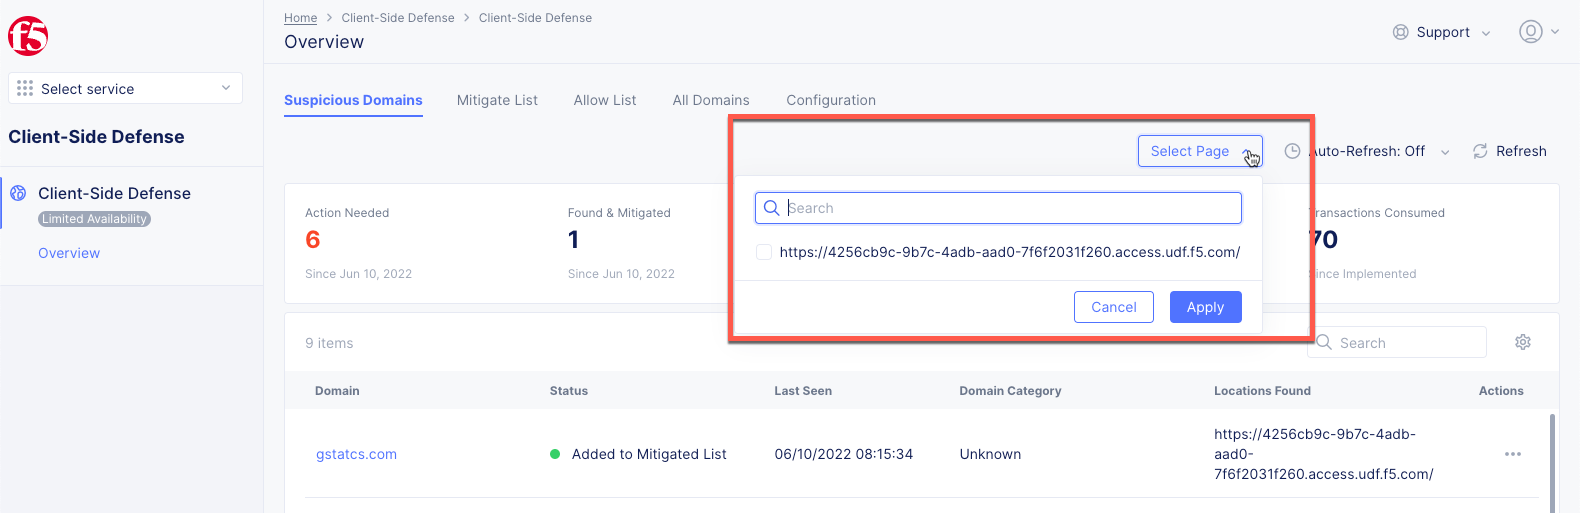 f5
Home > Client-Side Defense > Client-Side Defense
Overview
Support
Select service
Client-Side Defense
Client-Side Defense
Limited Availability
Overview
Suspicious Domains
Mitigate List
Allow List
All Domains
Configuration
Select Page
Auto-Refresh: Off
Refresh
Search
https://4256cb9c-9b7c-4adb-aad0-7f6f2031f260.access.udf.f5.com/
Cancel
Apply
Action Needed
6
Since Jun 10, 2022
Found & Mitigated
1
Since Jun 10, 2022
Transactions Consumed
70
Since Implemented
9 items
Search
Domain Status Last Seen Domain Category Locations Found Actions
gstatcs.com Added to Mitigated List 06/10/2022 08:15:34 Unknown
https://4256cb9c-9b7c-4adb-
aad0-
7f6f2031f260.access.udf.f5.com/